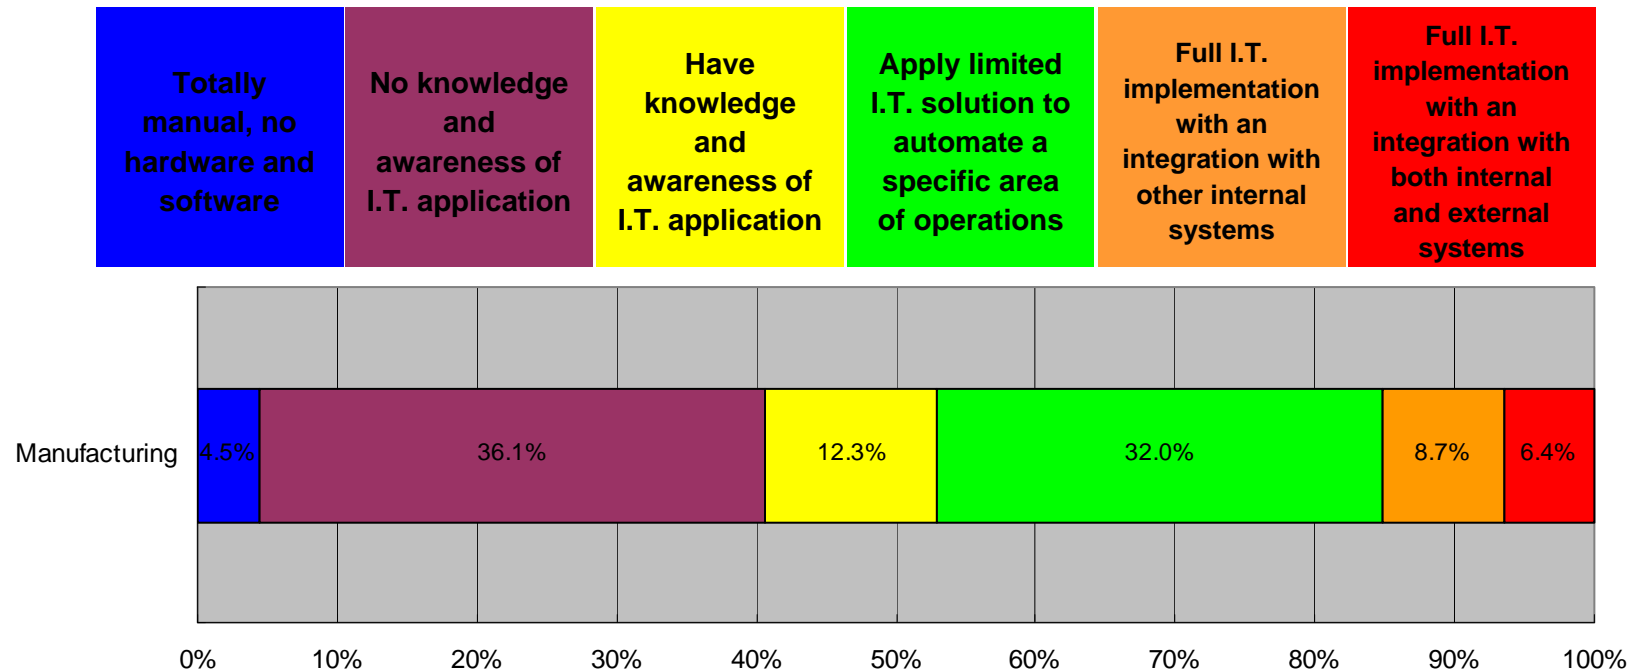 Totally
manual, no
hardware and
software
No knowledge
and
awareness of
I.T. application
Have
knowledge
and
awareness of
I.T. application
Apply limited
I.T. solution to
automate a
specific area
of operations
Full I.T.
implementation
with an
integration with
other internal
systems
Full I.T.
implementation
with an
integration with
both internal
and external
systems
Manufacturing
4.5%
36.1%
12.3%
32.0%
8.7%
6.4%
0%
10%
20%
30%
40%
50%
60%
70%
80%
90%
100%